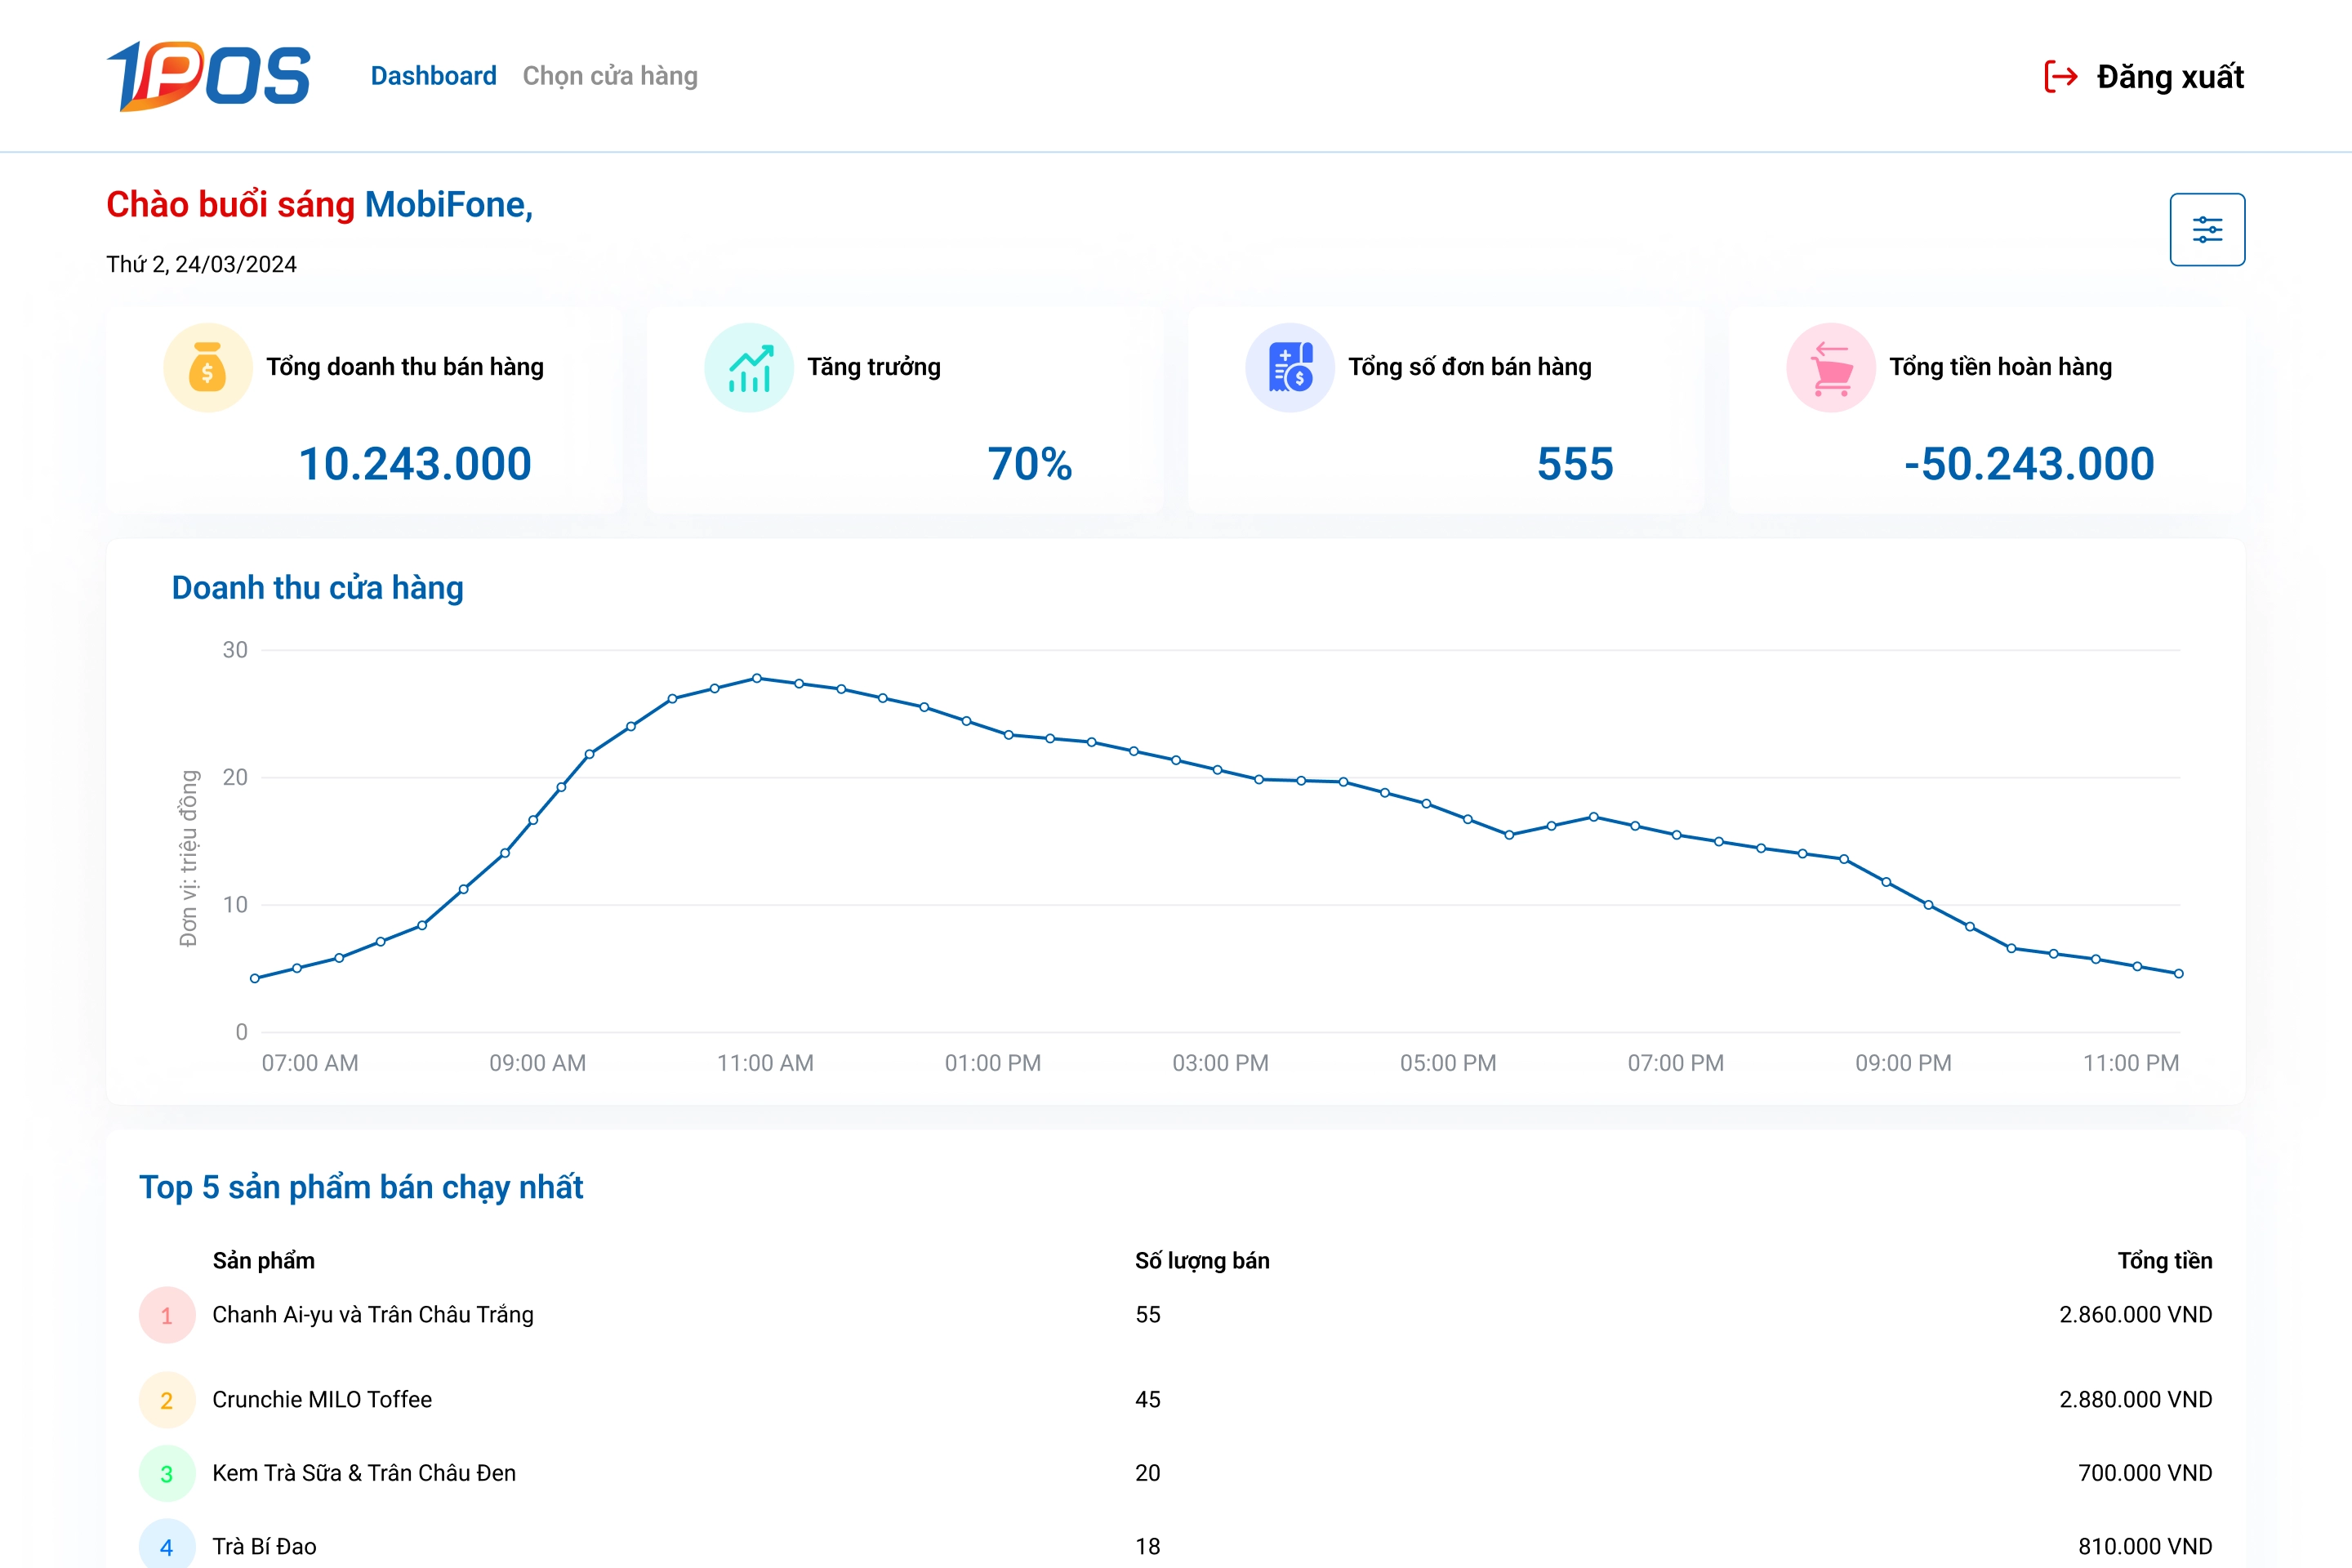 1POS
Dashboard
Chọn cửa hàng
Đăng xuất
Chào buổi sáng MobiFone,
Thứ 2, 24/03/2024
Tổng doanh thu bán hàng
10.243.000
Tăng trưởng
70%
Tổng số đơn bán hàng
555
Tổng tiền hoàn hàng
-50.243.000
Doanh thu cửa hàng
Đơn vị: triệu đồng
30
20
10
0
07:00 AM
09:00 AM
11:00 AM
01:00 PM
03:00 PM
05:00 PM
07:00 PM
09:00 PM
11:00 PM
Top 5 sản phẩm bán chạy nhất
Sản phẩm Số lượng bán Tổng tiền
1 Chanh Ai-yu và Trân Châu Trắng 55 2.860.000 VND
2 Crunchie MILO Toffee 45 2.880.000 VND
3 Kem Trà Sữa & Trân Châu Đen 20 700.000 VND
4 Trà Bí Đao 18 810.000 VND